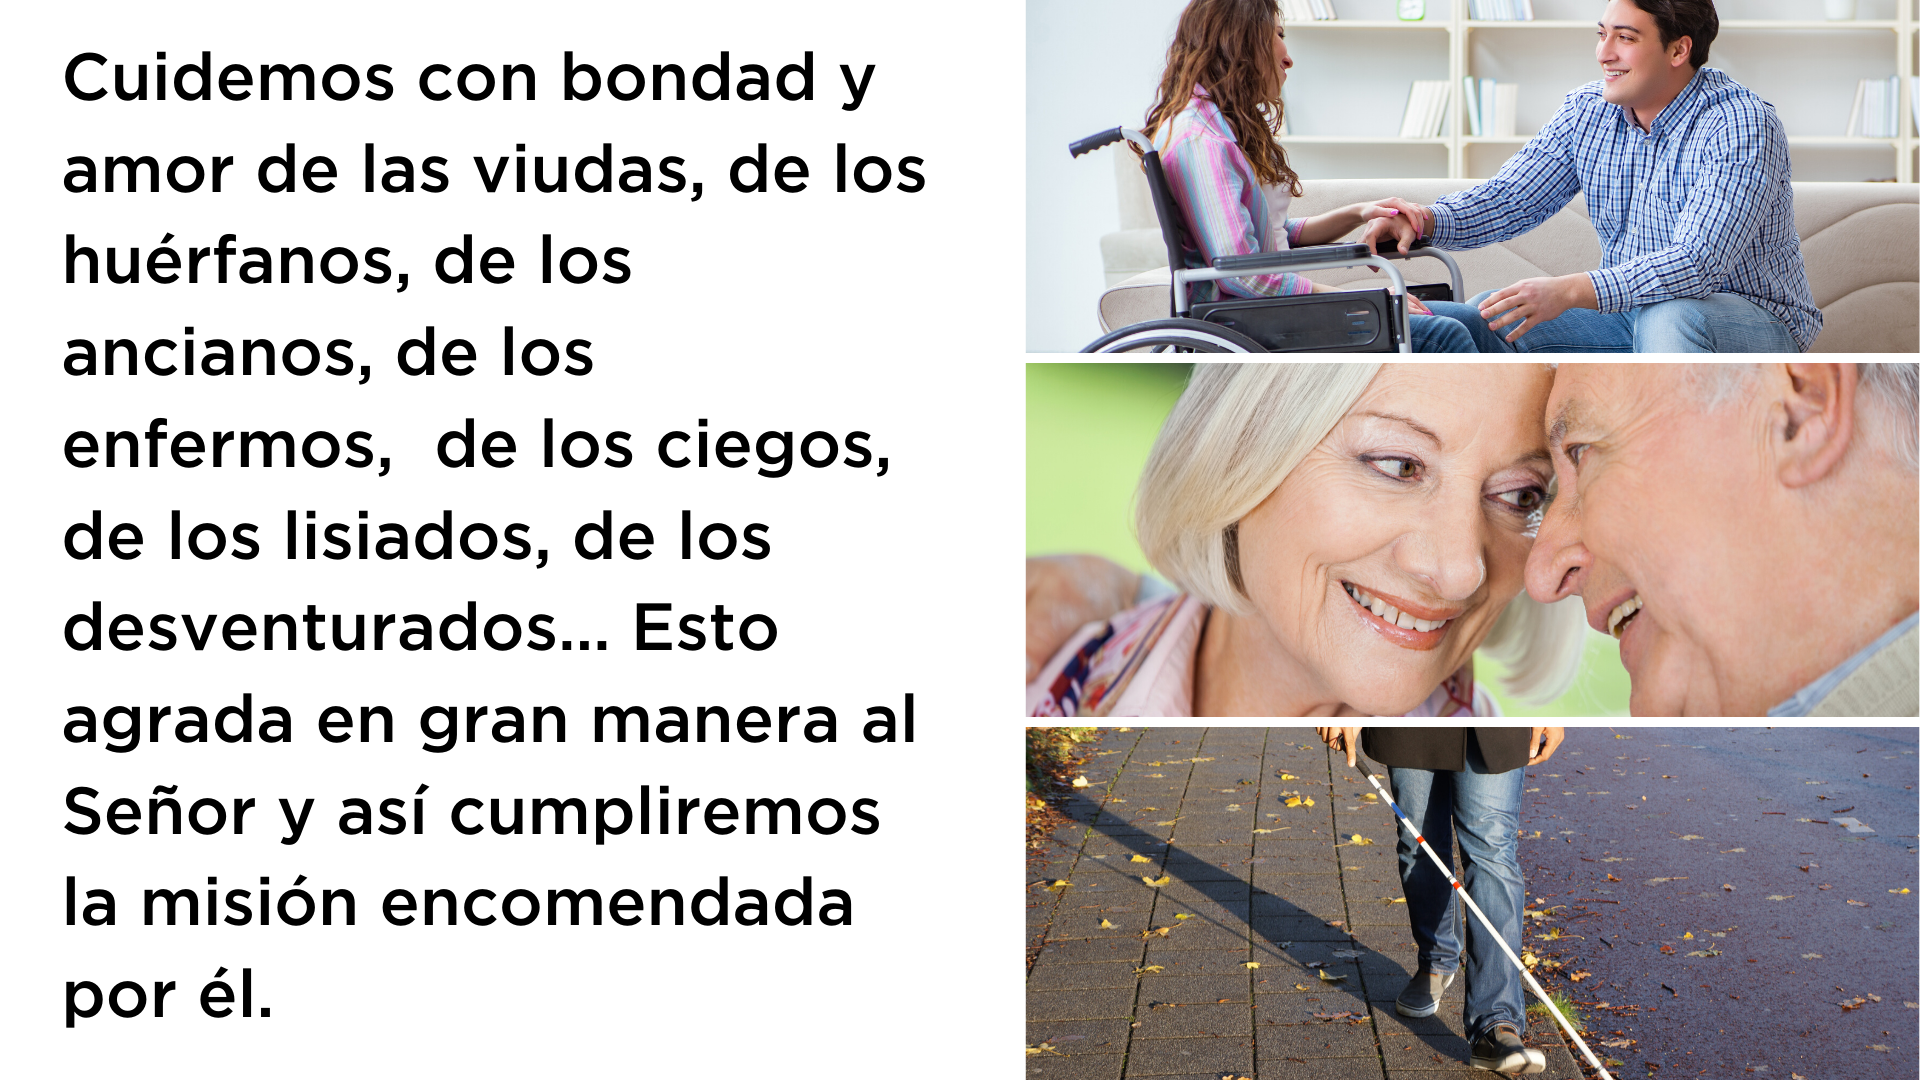 Cuidemos con bondad y
amor de las viudas, de los
huérfanos, de los
ancianos, de los
enfermos,  de los ciegos,
de los lisiados, de los
desventurados... Esto
agrada en gran manera al
Señor y así cumpliremos
la misión encomendada
por él.